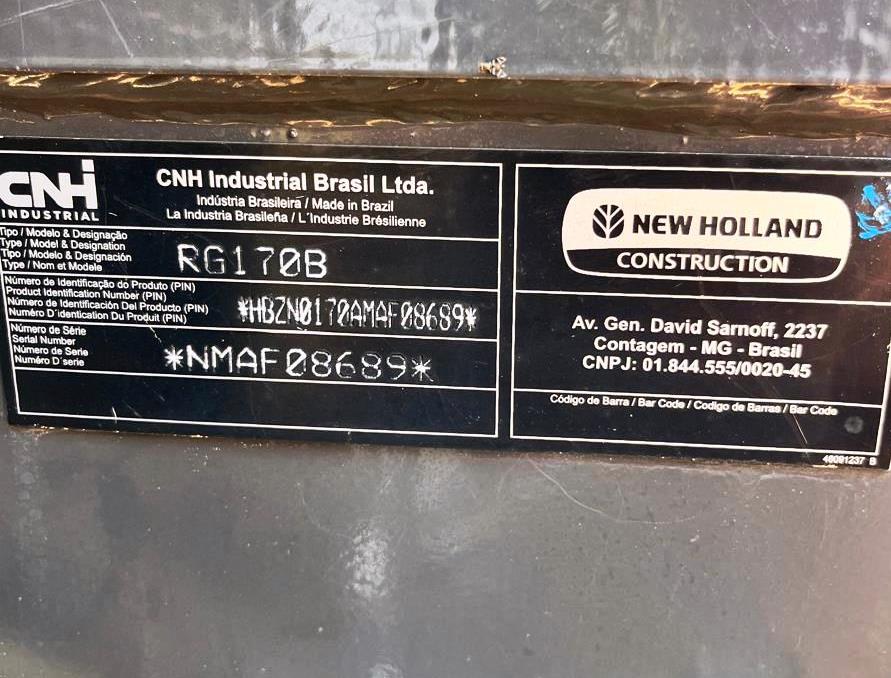 CNH
INDUSTRIAL
CNH Industrial Brasil Ltda.
Indústria Brasileira / Made in Brazil
La Industria Brasileña / L´Industrie Brésilienne
Tipo / Modelo & Designação
Type / Model & Designation
Tipo / Modelo & Designación
Type / Nom et Modele
RG170B
Número de Identificação do Produto (PIN)
Product Identification Number (PIN)
Número de Identificación Del Producto (PIN)
Numéro D´identication Du Produit (PIN)
*HBZN0170AMAF08689*
Número de Série
Serial Number
Número de Serie
Numéro D´serie
*NMAF08689*
NEW HOLLAND
CONSTRUCTION
Av. Gen. David Sarnoff, 2237
Contagem - MG - Brasil
CNPJ: 01.844.555/0020-45
Código de Barra / Bar Code / Codigo de Barras / Bar Code
48091237 B